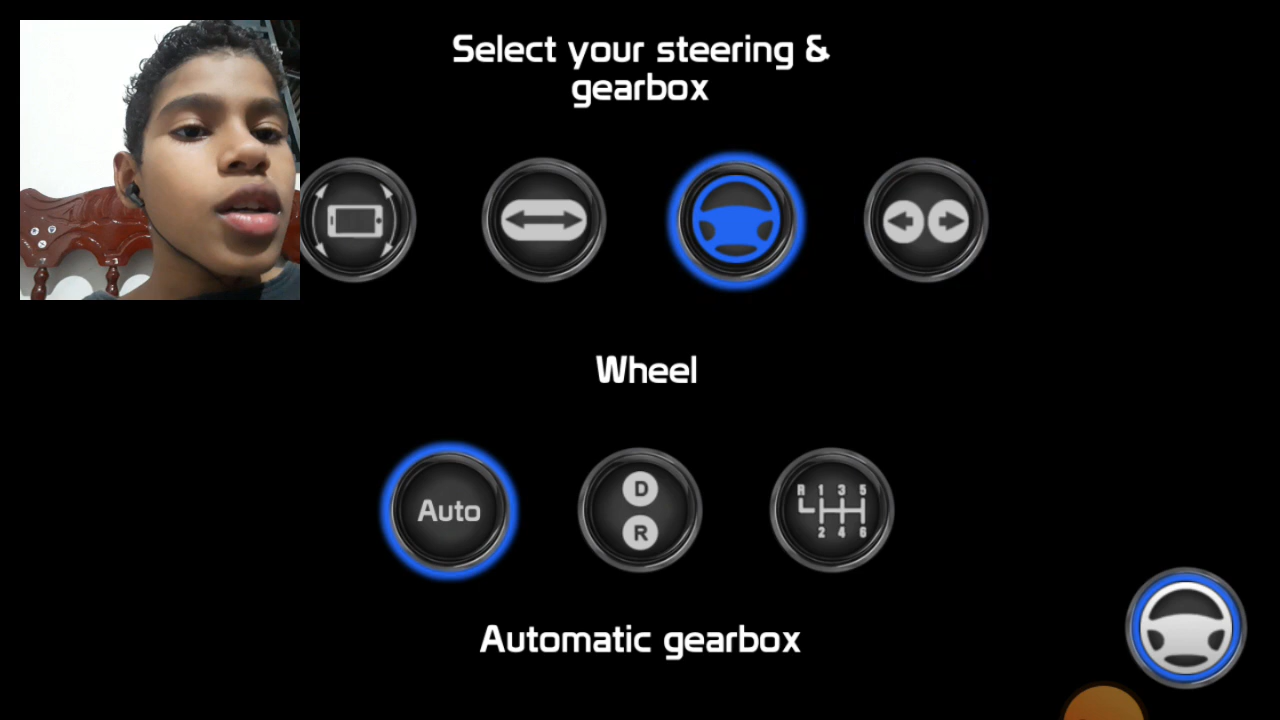 Select your steering &
gearbox
Wheel
Auto
D
R
R 1 3 5
2 4 6
Automatic gearbox